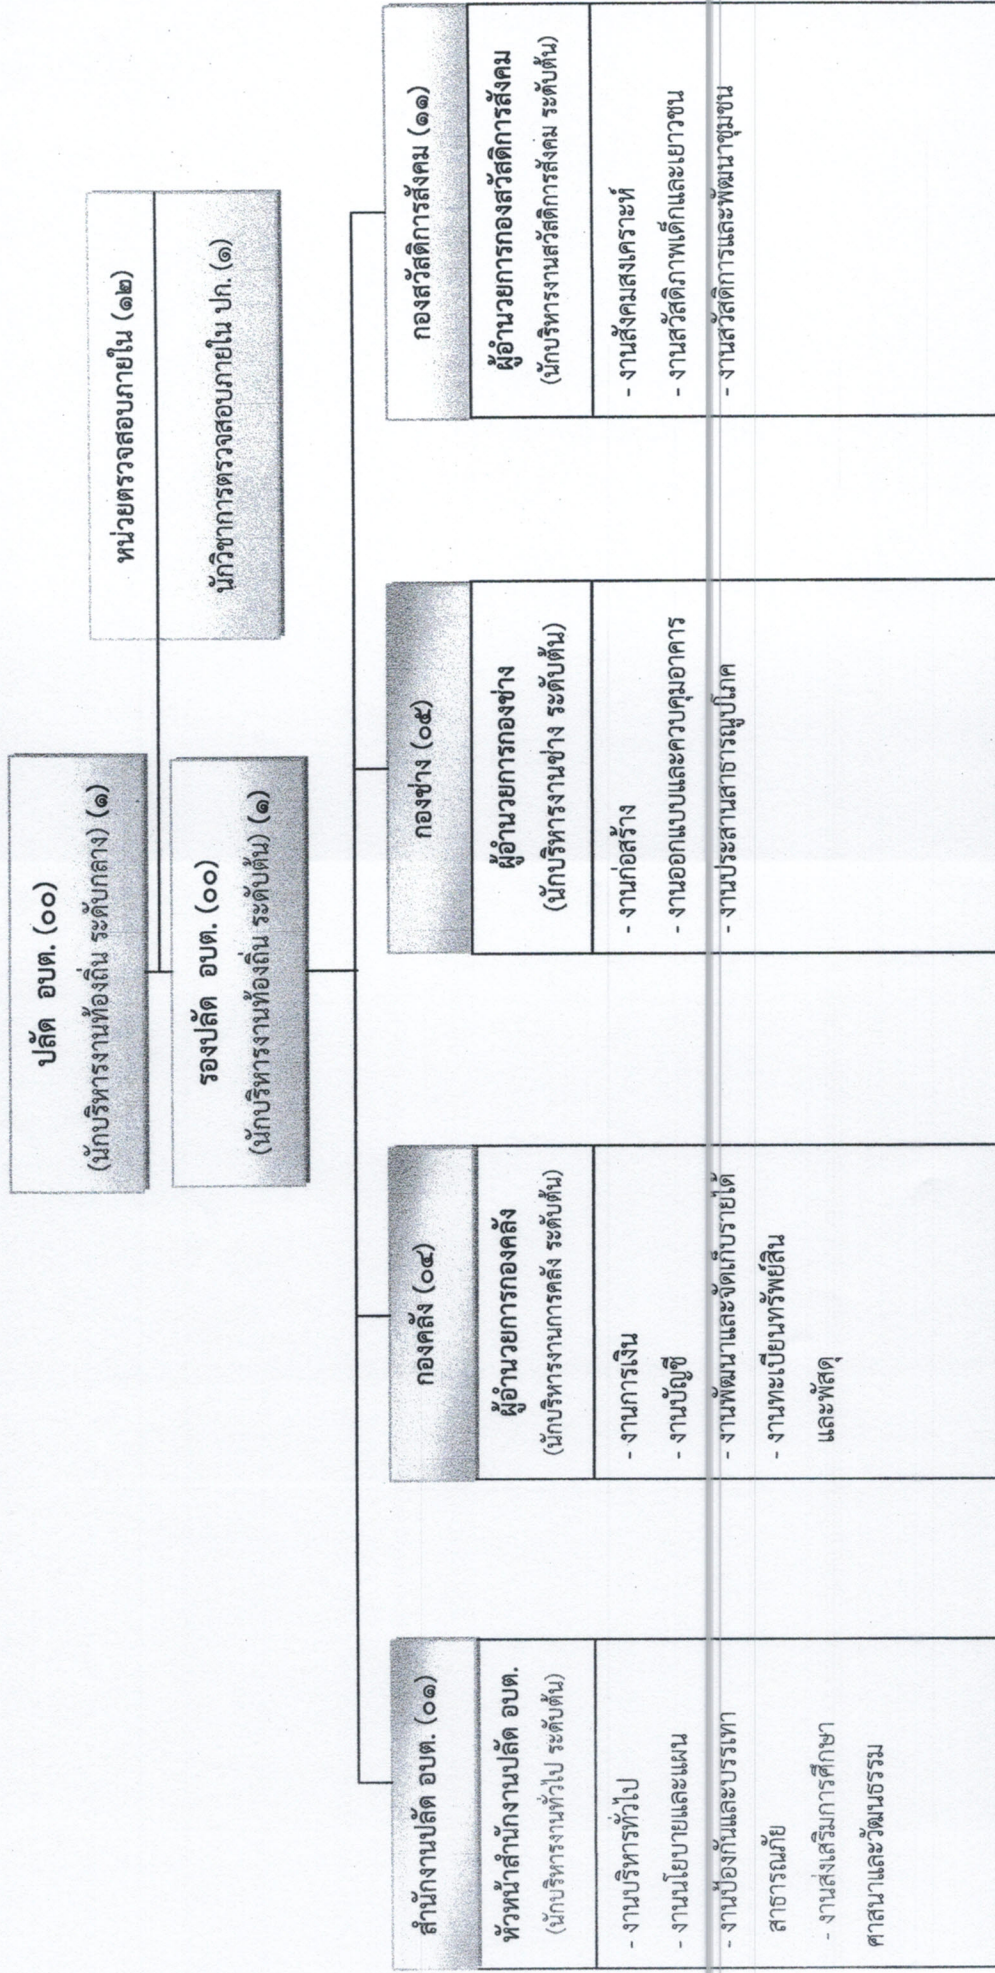 ปลัด อบต. (๐๐)
(นักบริหารงานท้องถิ่น ระดับกลาง) (๑)
หน่วยตรวจสอบภายใน (๑๒)
นักวิชาการตรวจสอบภายใน ปก. (๑)
รองปลัด อบต. (๐๐)
(นักบริหารงานท้องถิ่น ระดับต้น) (๑)
สำนักงานปลัด อบต. (๐๑)
หัวหน้าสำนักงานปลัด อบต.
(นักบริหารงานทั่วไป ระดับต้น)
- งานบริหารทั่วไป
- งานนโยบายและแผน
- งานป้องกันและบรรเทา
สาธารณภัย
- งานส่งเสริมการศึกษา
ศาสนาและวัฒนธรรม
กองคลัง (๐๔)
ผู้อำนวยการกองคลัง
(นักบริหารงานการคลัง ระดับต้น)
- งานการเงิน
- งานบัญชี
- งานพัฒนาและจัดเก็บรายได้
- งานทะเบียนทรัพย์สิน
และพัสดุ
กองช่าง (๐๕)
ผู้อำนวยการกองช่าง
(นักบริหารงานช่าง ระดับต้น)
- งานก่อสร้าง
- งานออกแบบและควบคุมอาคาร
- งานประสานสาธารณูปโภค
กองสวัสดิการสังคม (๑๑)
ผู้อำนวยการกองสวัสดิการสังคม
(นักบริหารงานสวัสดิการสังคม ระดับต้น)
- งานสังคมสงเคราะห์
- งานสวัสดิภาพเด็กและเยาวชน
- งานสวัสดิการและพัฒนาชุมชน